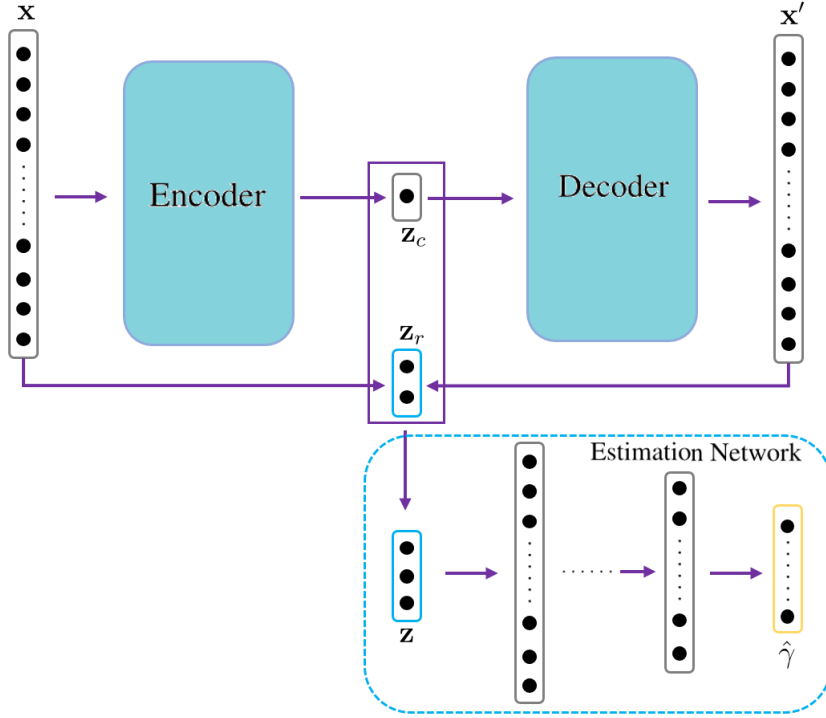 x
x′
Encoder
Decoder
z_c
z_r
Estimation Network
z
γ̂